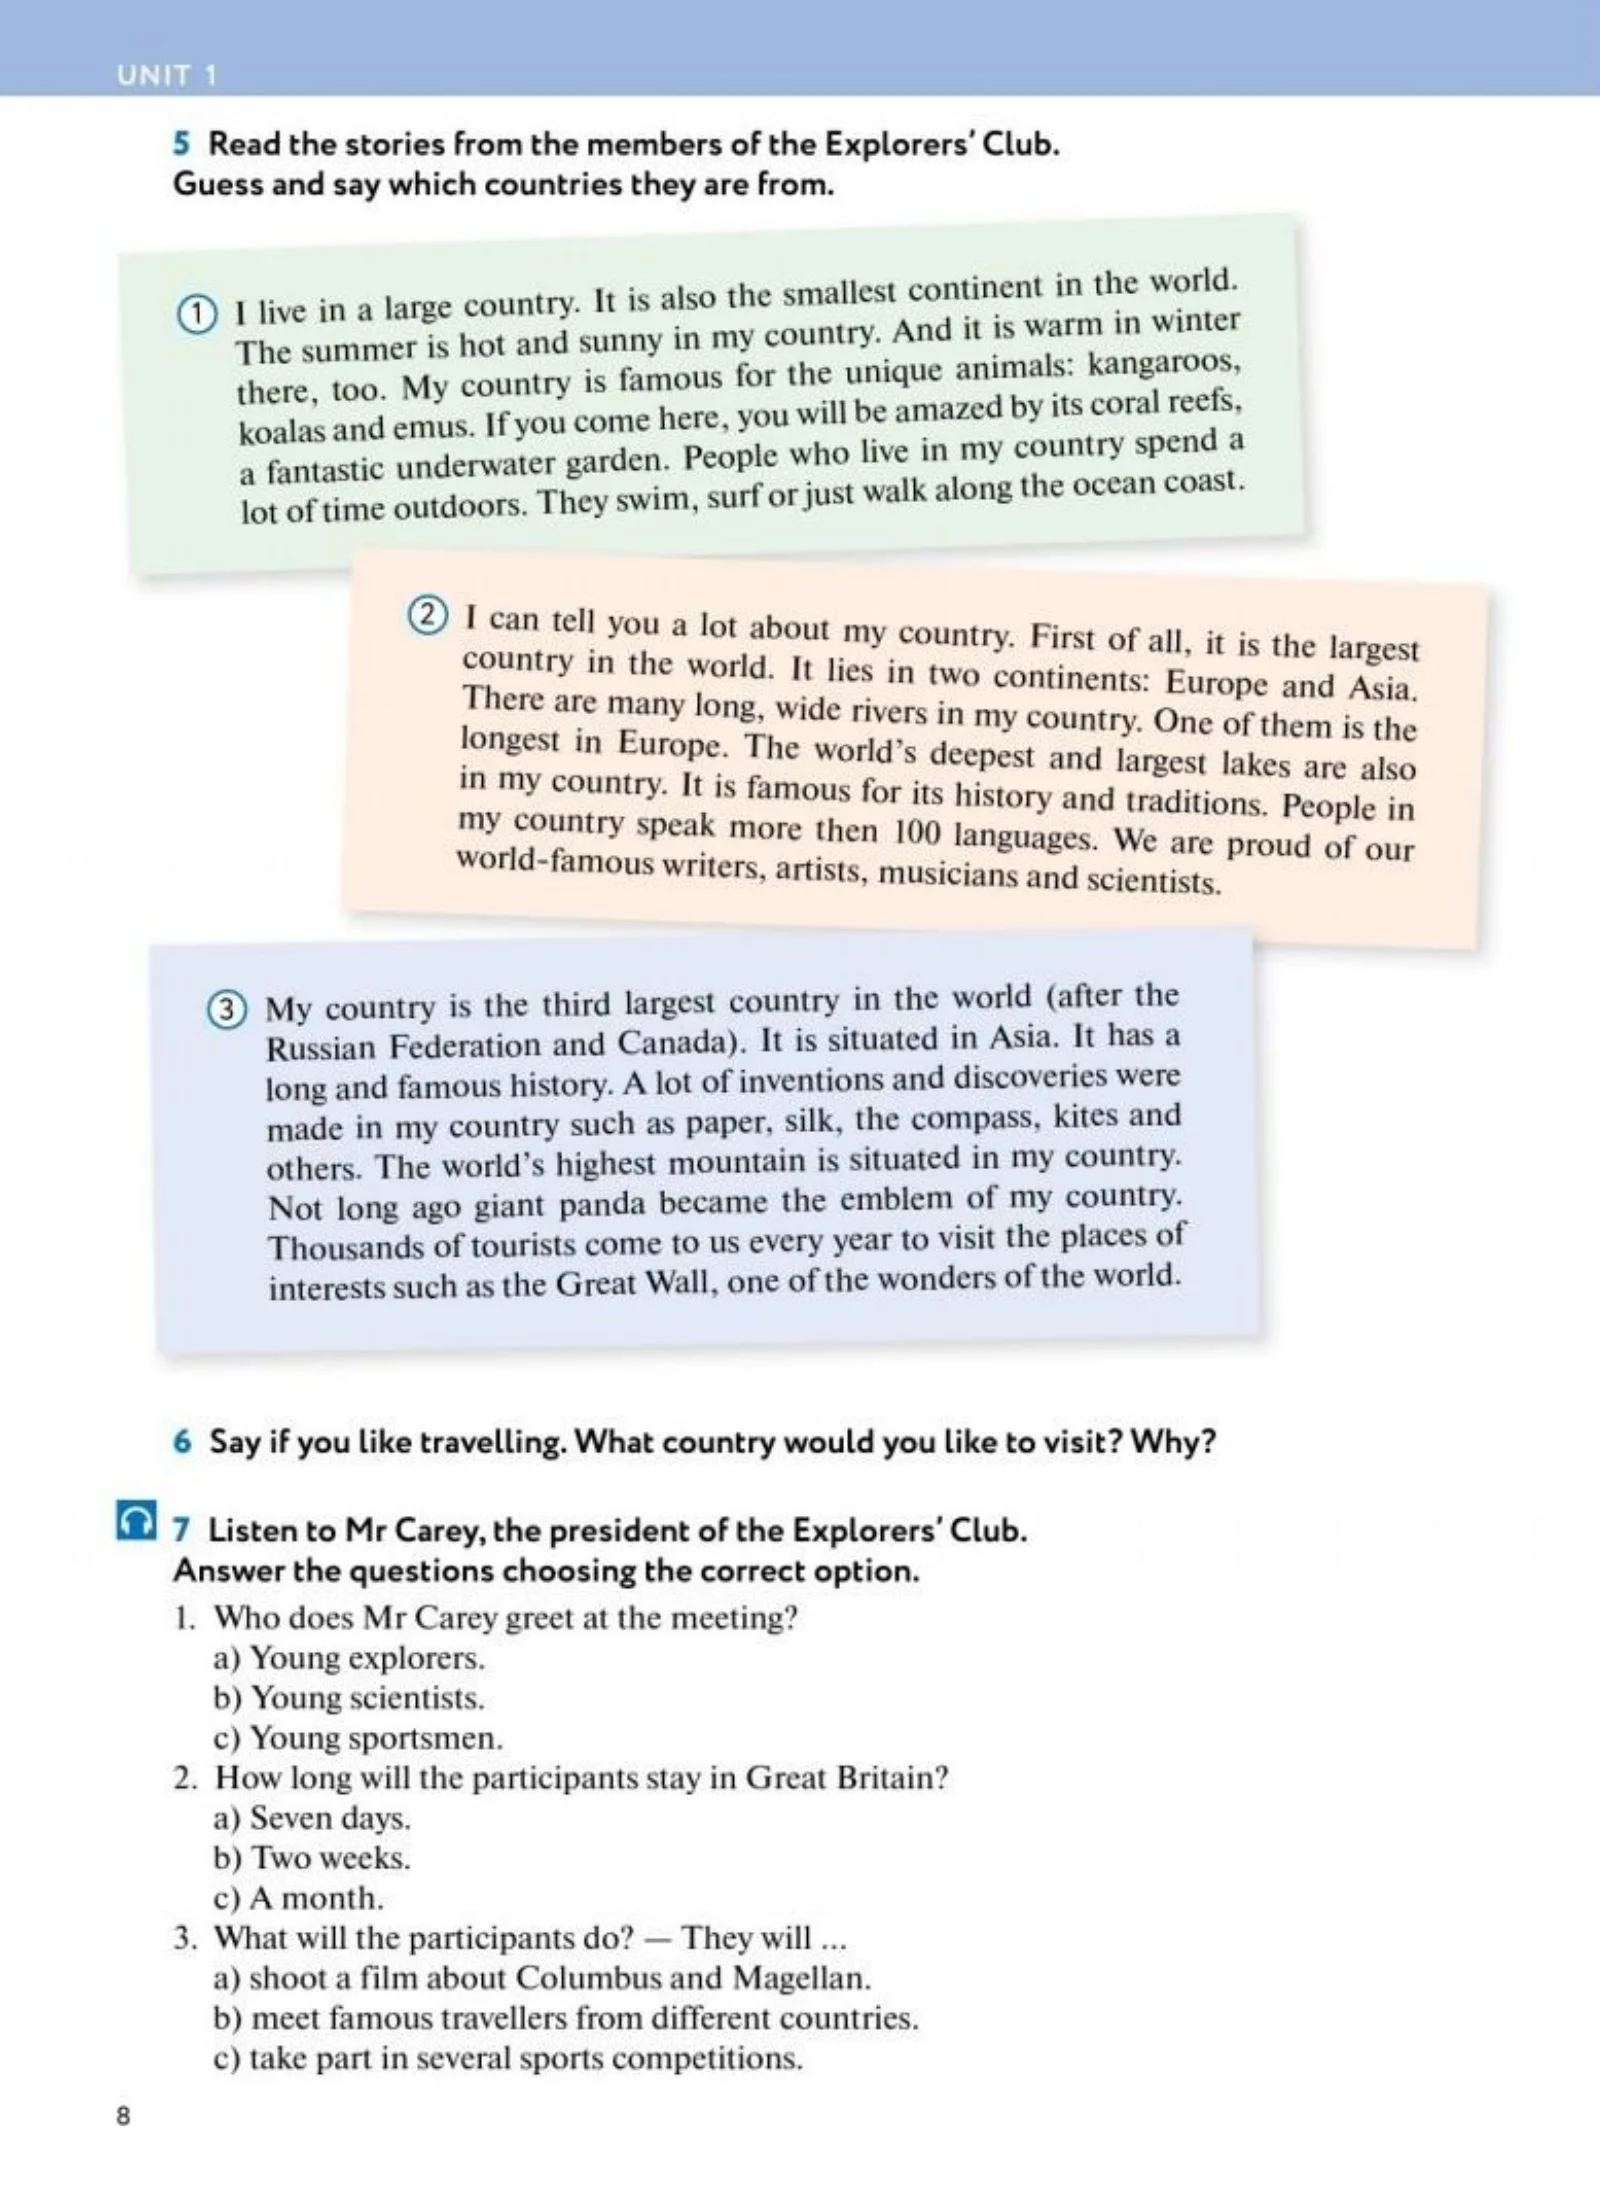 UNIT 1
5 Read the stories from the members of the Explorers' Club.
Guess and say which countries they are from.
1 I live in a large country. It is also the smallest continent in the world.
The summer is hot and sunny in my country. And it is warm in winter
there, too. My country is famous for the unique animals: kangaroos,
koalas and emus. If you come here, you will be amazed by its coral reefs,
a fantastic underwater garden. People who live in my country spend a
lot of time outdoors. They swim, surf or just walk along the ocean coast.
2 I can tell you a lot about my country. First of all, it is the largest
country in the world. It lies in two continents: Europe and Asia.
There are many long, wide rivers in my country. One of them is the
longest in Europe. The world's deepest and largest lakes are also
in my country. It is famous for its history and traditions. People in
my country speak more then 100 languages. We are proud of our
world-famous writers, artists, musicians and scientists.
3 My country is the third largest country in the world (after the
Russian Federation and Canada). It is situated in Asia. It has a
long and famous history. A lot of inventions and discoveries were
made in my country such as paper, silk, the compass, kites and
others. The world's highest mountain is situated in my country.
Not long ago giant panda became the emblem of my country.
Thousands of tourists come to us every year to visit the places of
interests such as the Great Wall, one of the wonders of the world.
6 Say if you like travelling. What country would you like to visit? Why?
7 Listen to Mr Carey, the president of the Explorers' Club.
Answer the questions choosing the correct option.
1. Who does Mr Carey greet at the meeting?
a) Young explorers.
b) Young scientists.
c) Young sportsmen.
2. How long will the participants stay in Great Britain?
a) Seven days.
b) Two weeks.
c) A month.
3. What will the participants do? — They will ...
a) shoot a film about Columbus and Magellan.
b) meet famous travellers from different countries.
c) take part in several sports competitions.
8